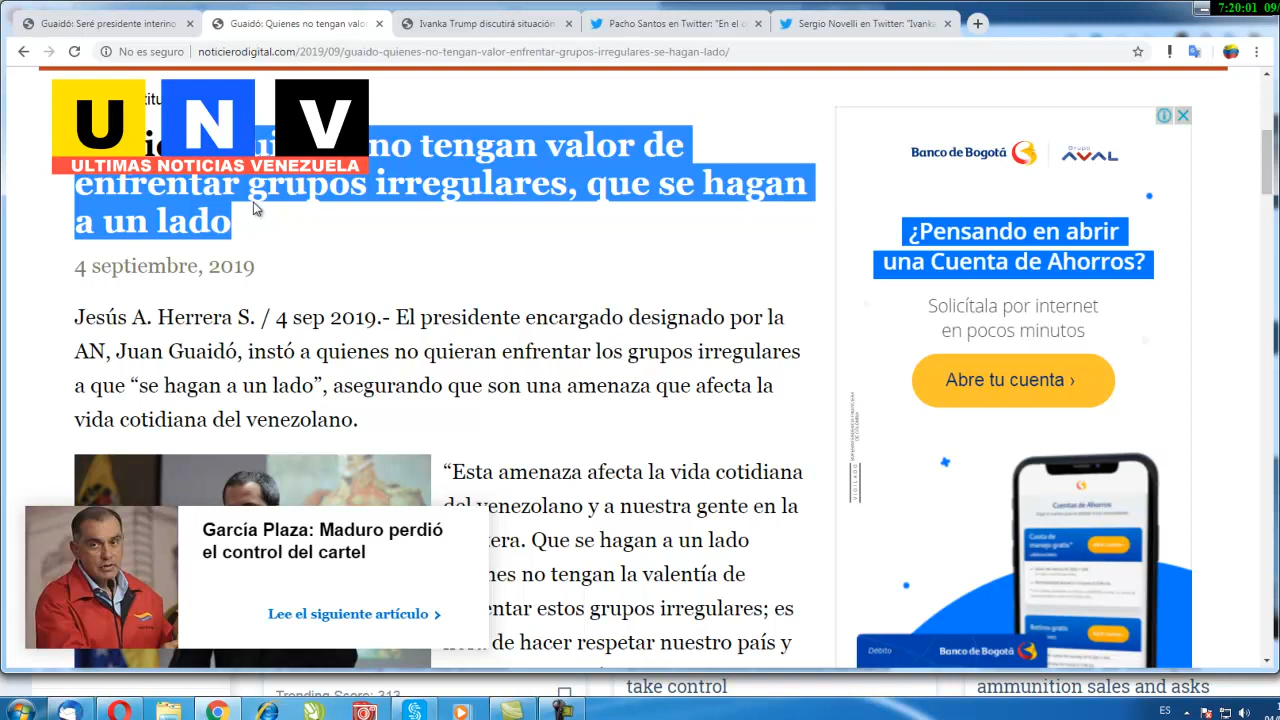 7:20:01 09/
Guaidó: Seré presidente interino
Guaidó: Quienes no tengan valor
Ivanka Trump
Pacho Santos en Twitter: "En el
Sergio Novelli en Twitter: "Ivanka
No es seguro
noticierodigital.com/2019/09/guaido-quienes-no-tengan-valor-enfrentar-grupos-irregulares-se-hagan-lado/
U N V
ULTIMAS NOTICIAS VENEZUELA
no tengan valor de
enfrentar grupos irregulares, que se hagan
a un lado
4 septiembre, 2019
Jesús A. Herrera S. / 4 sep 2019.- El presidente encargado designado por la
AN, Juan Guaidó, instó a quienes no quieran enfrentar los grupos irregulares
a que “se hagan a un lado”, asegurando que son una amenaza que afecta la
vida cotidiana del venezolano.
“Esta amenaza afecta la vida cotidiana
del venezolano y a nuestra gente en la
tera. Que se hagan a un lado
nes no tengan la valentía de
entar estos grupos irregulares; es
de hacer respetar nuestro país y
García Plaza: Maduro perdió
el control del cartel
Lee el siguiente artículo ›
Banco de Bogotá
Grupo
AVAL
¿Pensando en abrir
una Cuenta de Ahorros?
Solicítala por internet
en pocos minutos
Abre tu cuenta ›
VIGILADO
Cuentas de Ahorros
Débito
Banco de Bogotá
Trending Score: 313
take control
ammunition sales and asks
ES